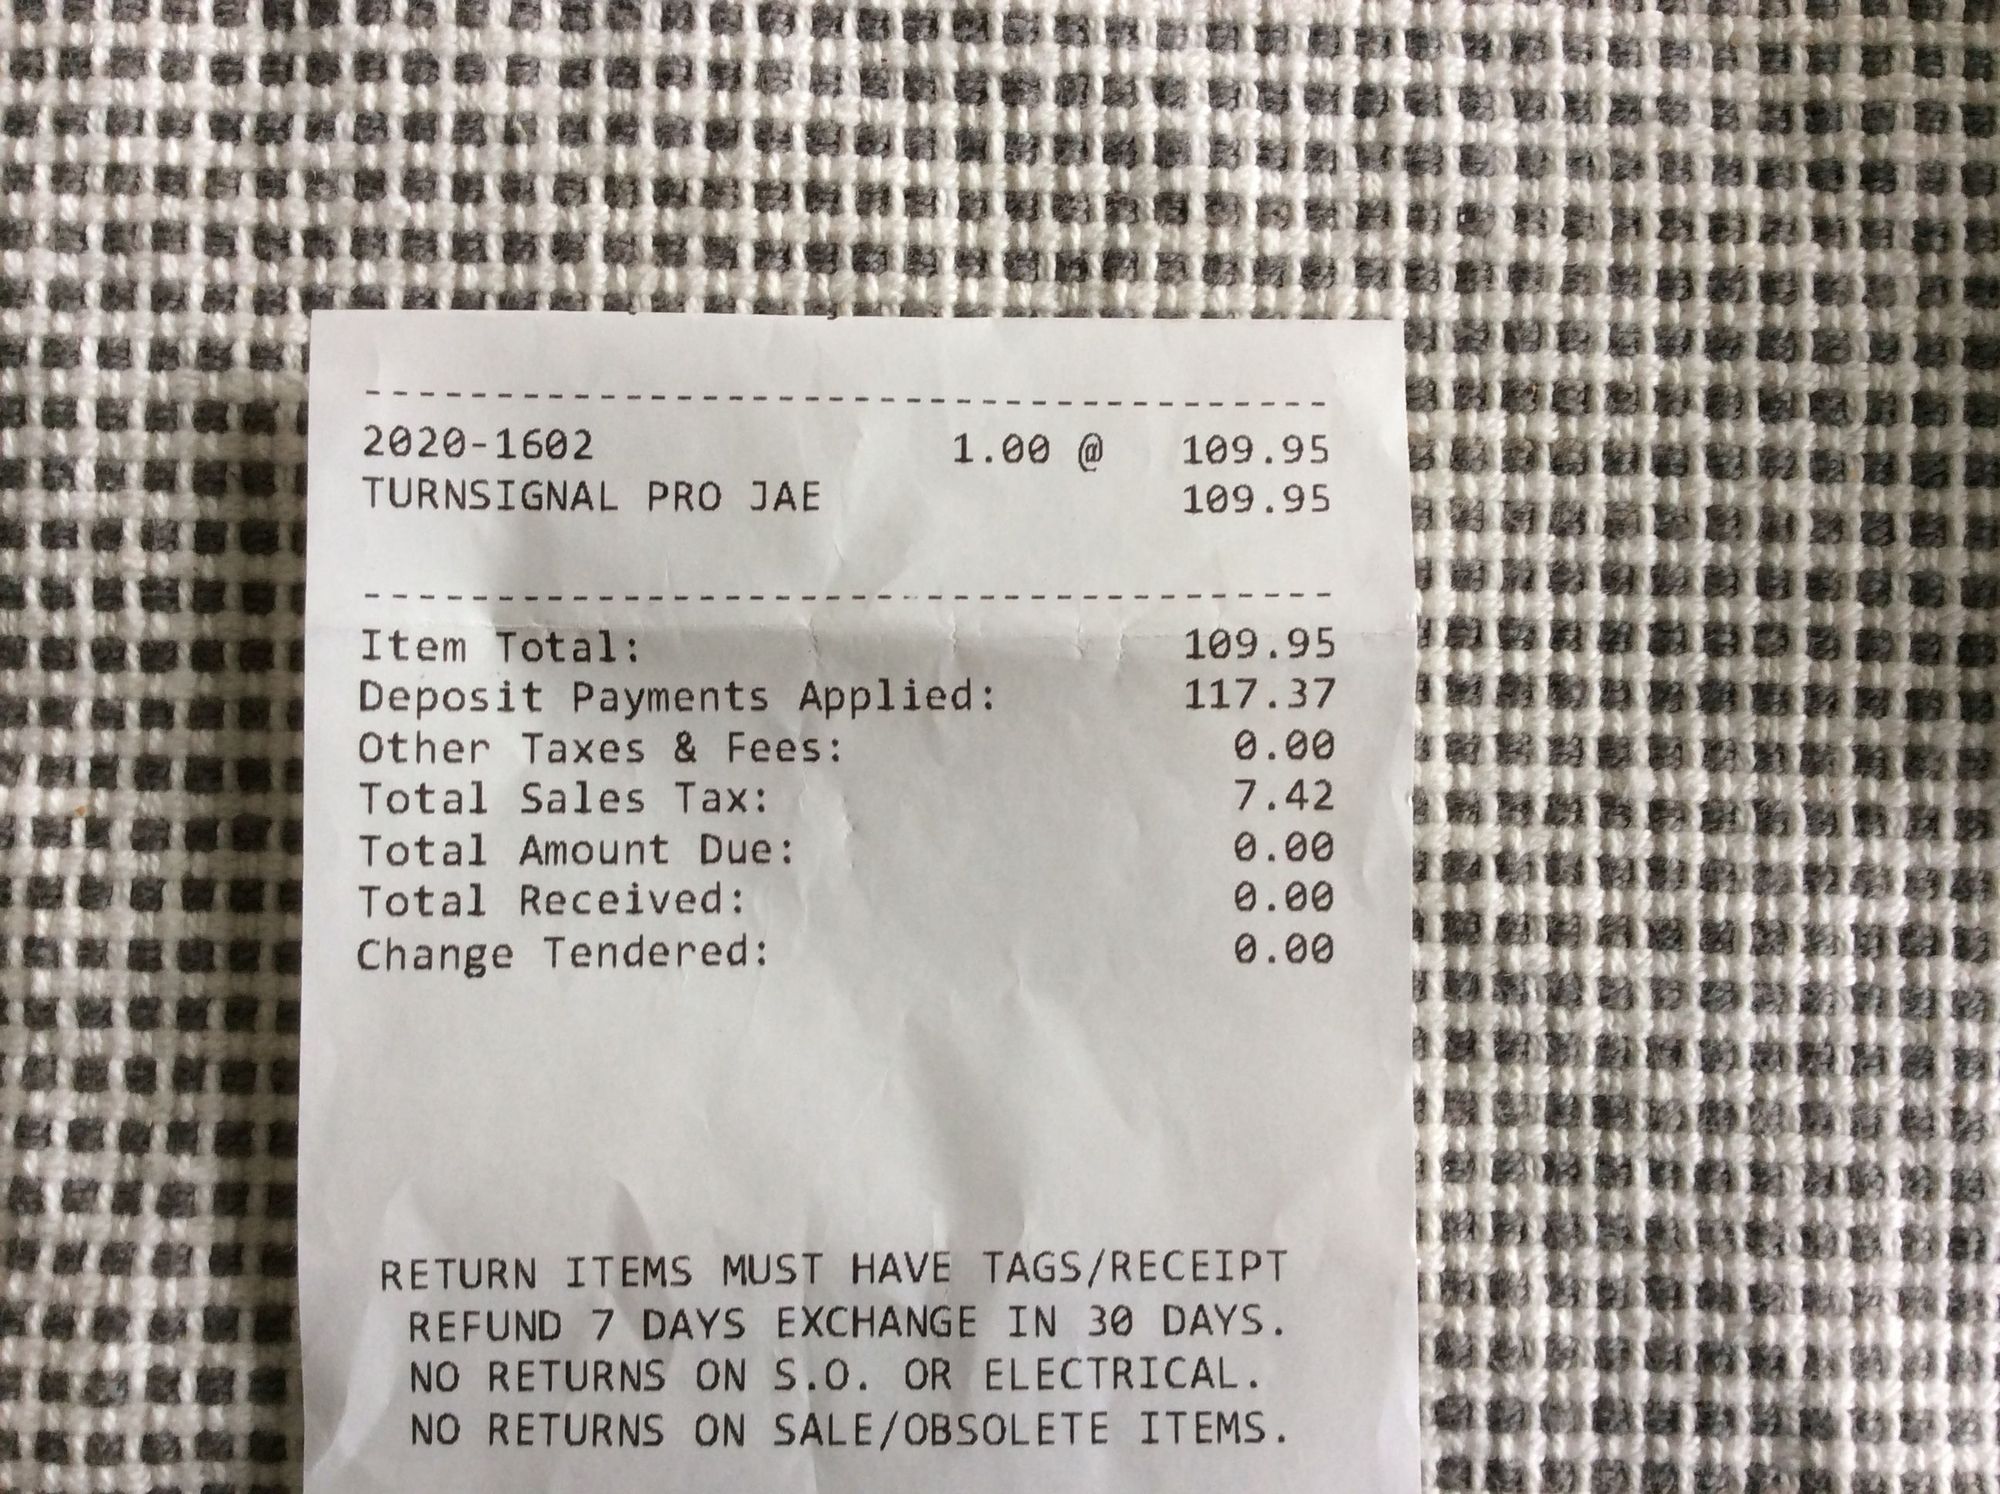 ---------------------------------------
2020-1602 1.00 @ 109.95
TURNSIGNAL PRO JAE 109.95
---------------------------------------
Item Total: 109.95
Deposit Payments Applied: 117.37
Other Taxes & Fees: 0.00
Total Sales Tax: 7.42
Total Amount Due: 0.00
Total Received: 0.00
Change Tendered: 0.00
RETURN ITEMS MUST HAVE TAGS/RECEIPT
REFUND 7 DAYS EXCHANGE IN 30 DAYS.
NO RETURNS ON S.O. OR ELECTRICAL.
NO RETURNS ON SALE/OBSOLETE ITEMS.